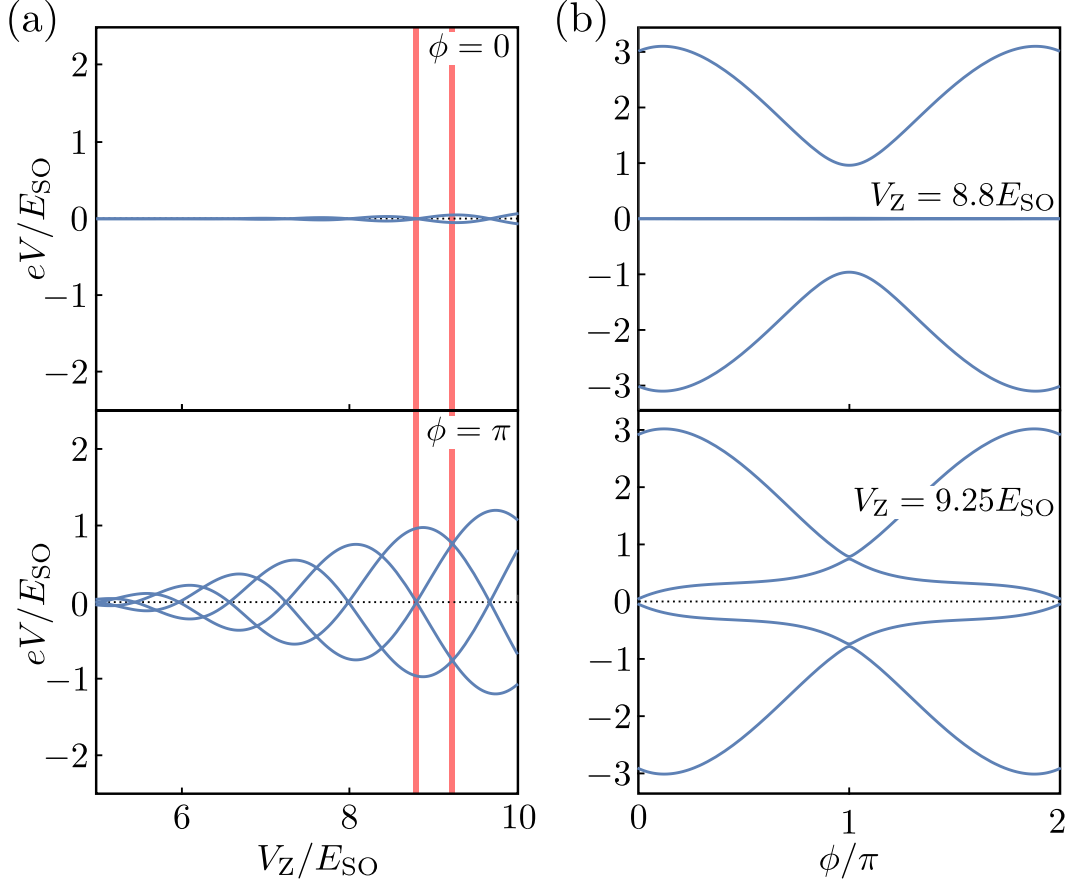 (a)
ϕ = 0
2
1
0
−1
−2
eV/E_SO
ϕ = π
2
1
0
−1
−2
eV/E_SO
6 8 10
V_Z/E_SO
(b)
3
2
1
0
−1
−2
−3
V_Z = 8.8E_SO
3
2
1
0
−1
−2
−3
V_Z = 9.25E_SO
0 1 2
ϕ/π